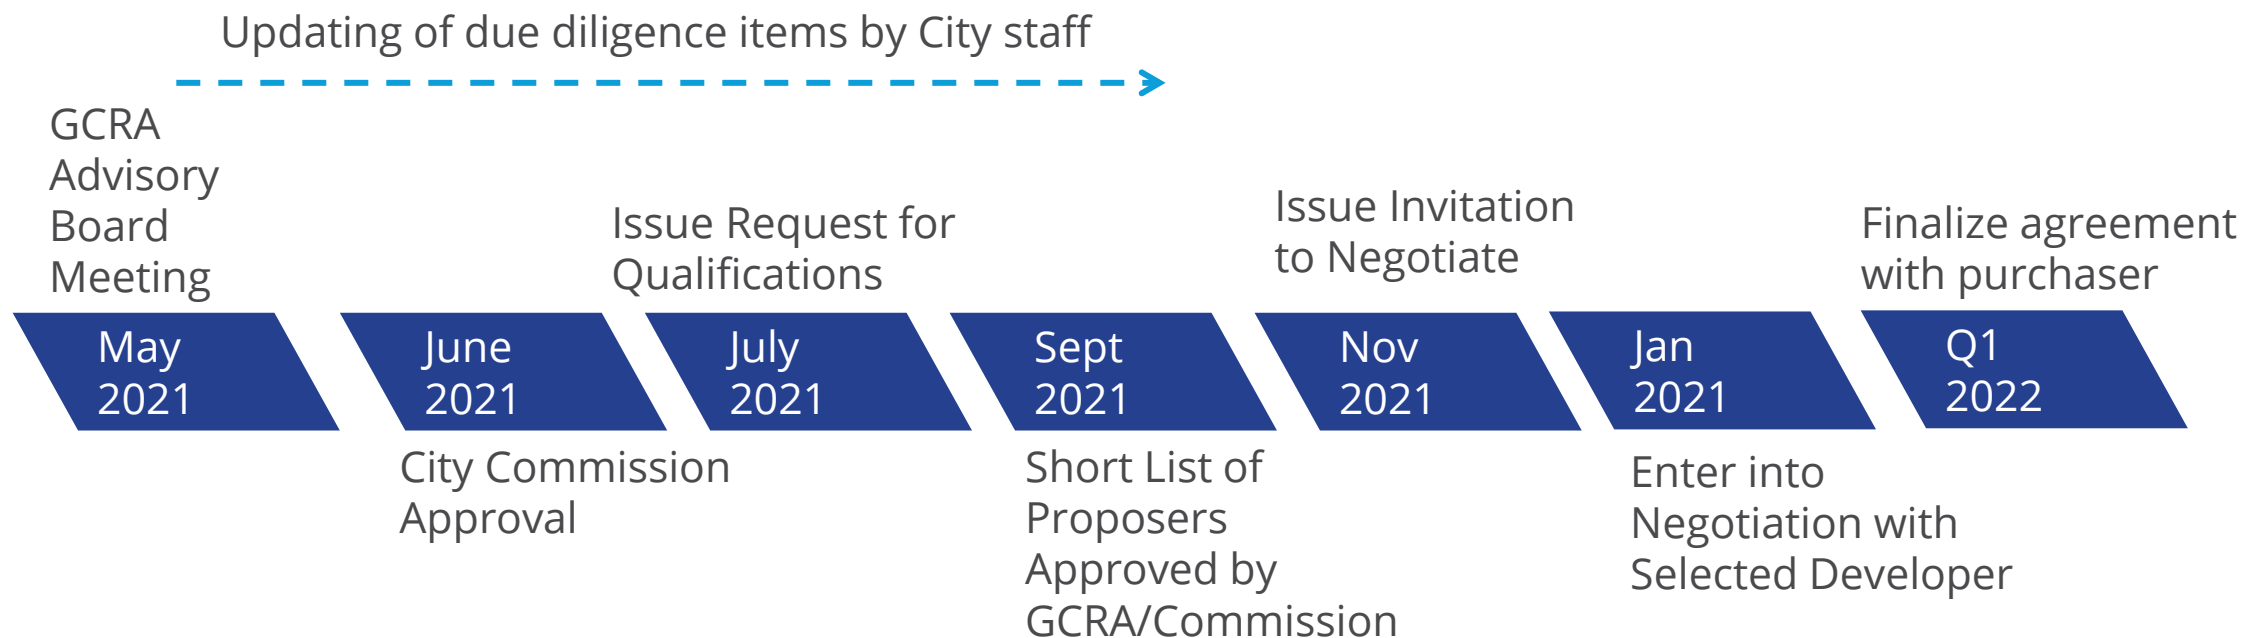 Updating of due diligence items by City staff
GCRA
Advisory
Board
Meeting
Issue Request for
Qualifications
Issue Invitation
to Negotiate
Finalize agreement
with purchaser
May
2021
June
2021
July
2021
Sept
2021
Nov
2021
Jan
2021
Q1
2022
City Commission
Approval
Short List of
Proposers
Approved by
GCRA/Commission
Enter into
Negotiation with
Selected Developer